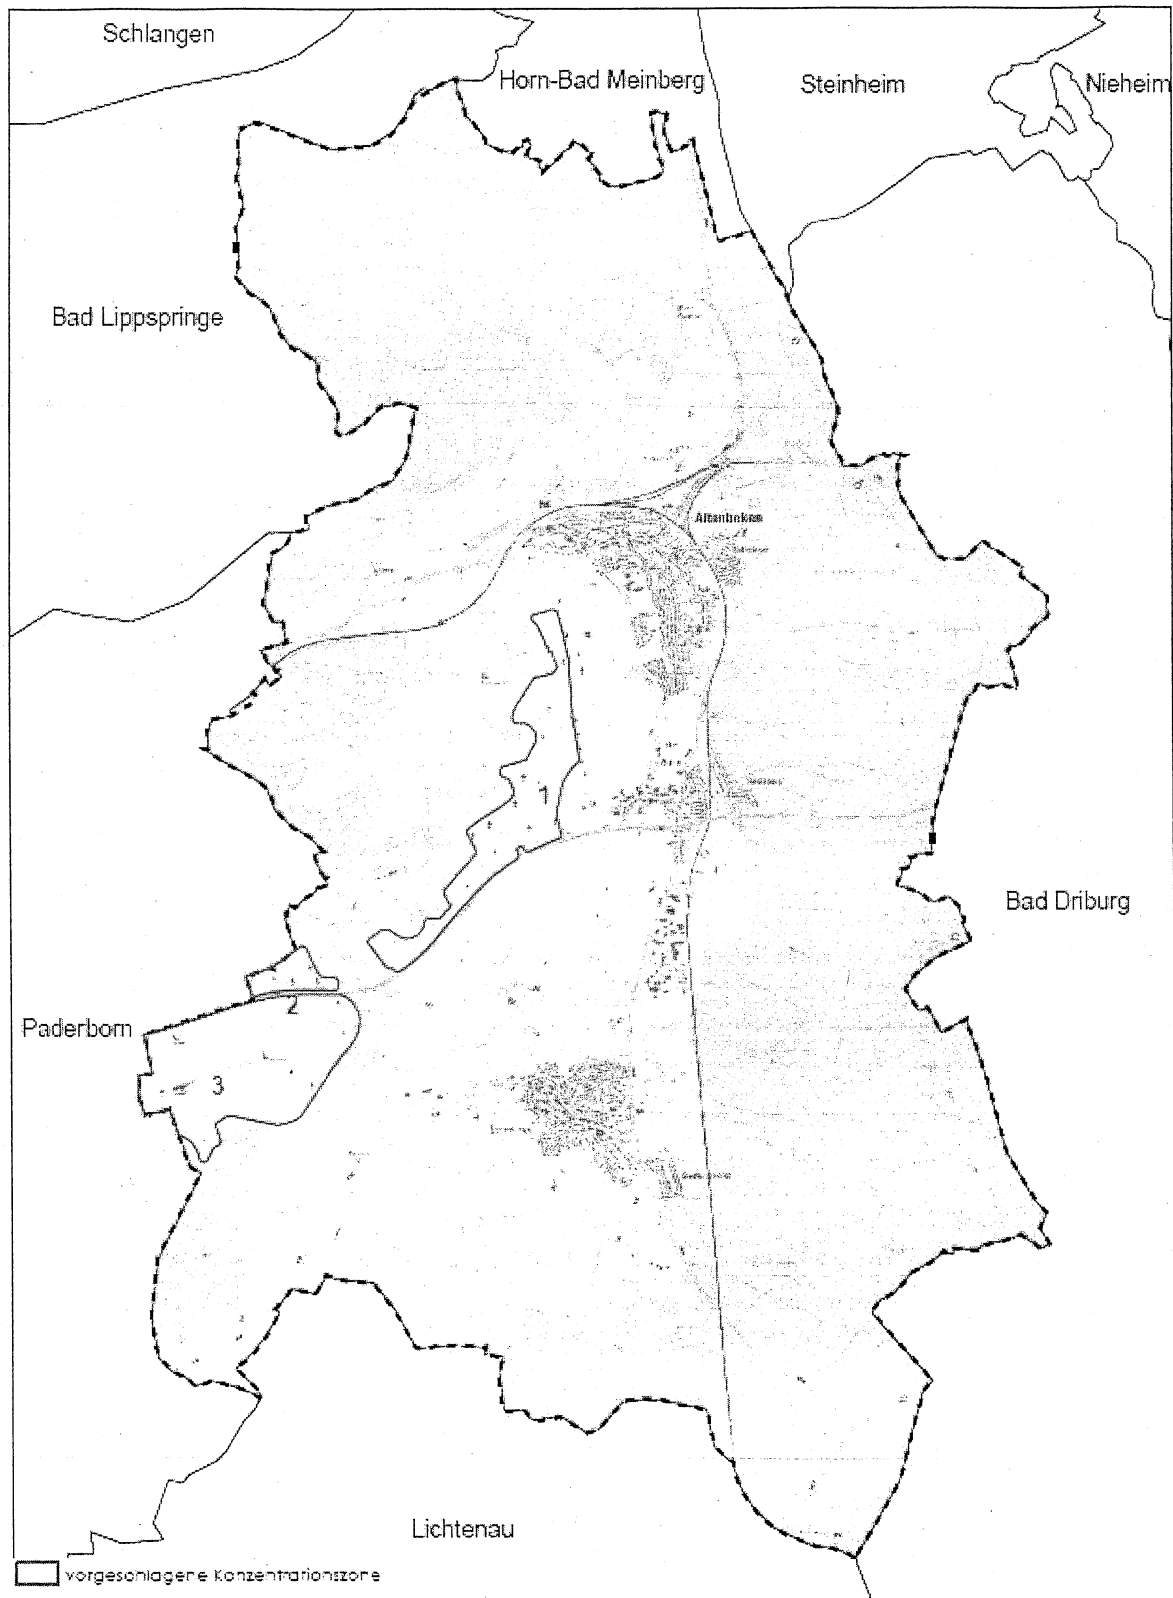 Schlangen
Horn-Bad Meinberg
Steinheim
Nieheim
Bad Lippspringe
Altenbeken
1
Bad Driburg
2
Paderborn
3
Lichtenau
vorgeschlagene Konzentrationszone